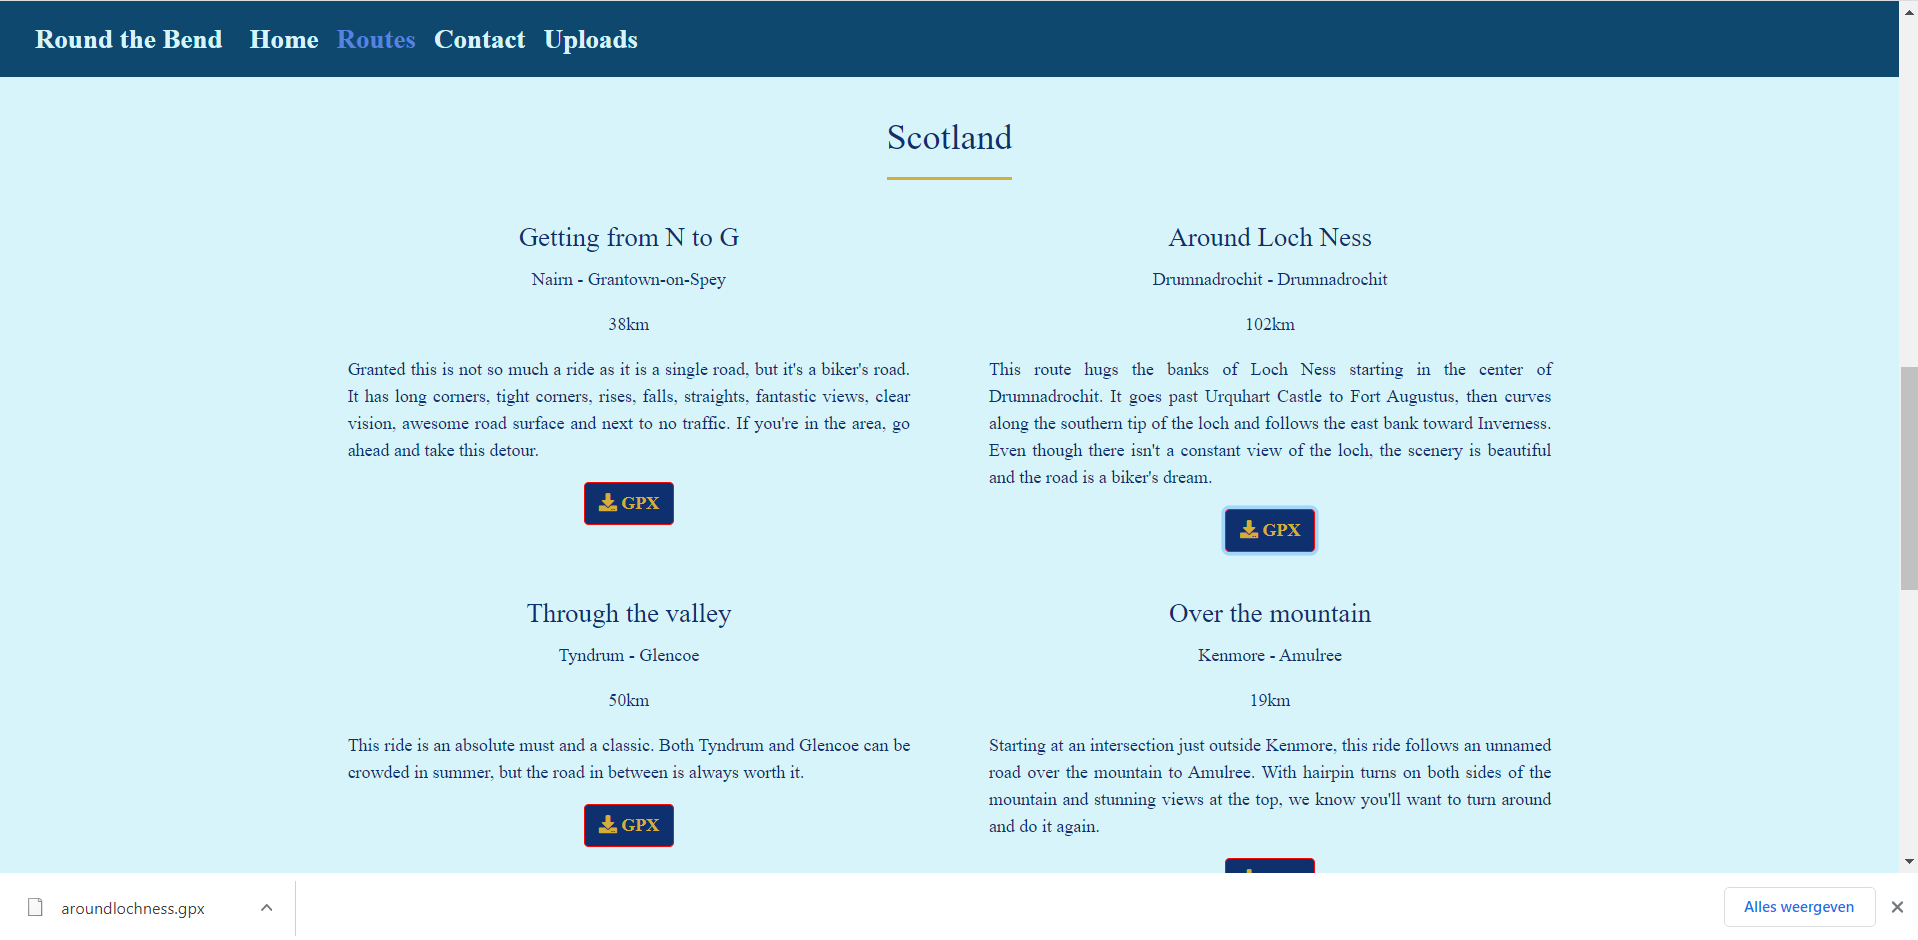 Round the Bend Home Routes Contact Uploads
Scotland
Getting from N to G
Nairn - Grantown-on-Spey
38km
Granted this is not so much a ride as it is a single road, but it's a biker's road.
It has long corners, tight corners, rises, falls, straights, fantastic views, clear
vision, awesome road surface and next to no traffic. If you're in the area, go
ahead and take this detour.
GPX
Around Loch Ness
Drumnadrochit - Drumnadrochit
102km
This route hugs the banks of Loch Ness starting in the center of
Drumnadrochit. It goes past Urquhart Castle to Fort Augustus, then curves
along the southern tip of the loch and follows the east bank toward Inverness.
Even though there isn't a constant view of the loch, the scenery is beautiful
and the road is a biker's dream.
GPX
Through the valley
Tyndrum - Glencoe
50km
This ride is an absolute must and a classic. Both Tyndrum and Glencoe can be
crowded in summer, but the road in between is always worth it.
GPX
Over the mountain
Kenmore - Amulree
19km
Starting at an intersection just outside Kenmore, this ride follows an unnamed
road over the mountain to Amulree. With hairpin turns on both sides of the
mountain and stunning views at the top, we know you'll want to turn around
and do it again.
aroundlochness.gpx
Alles weergeven